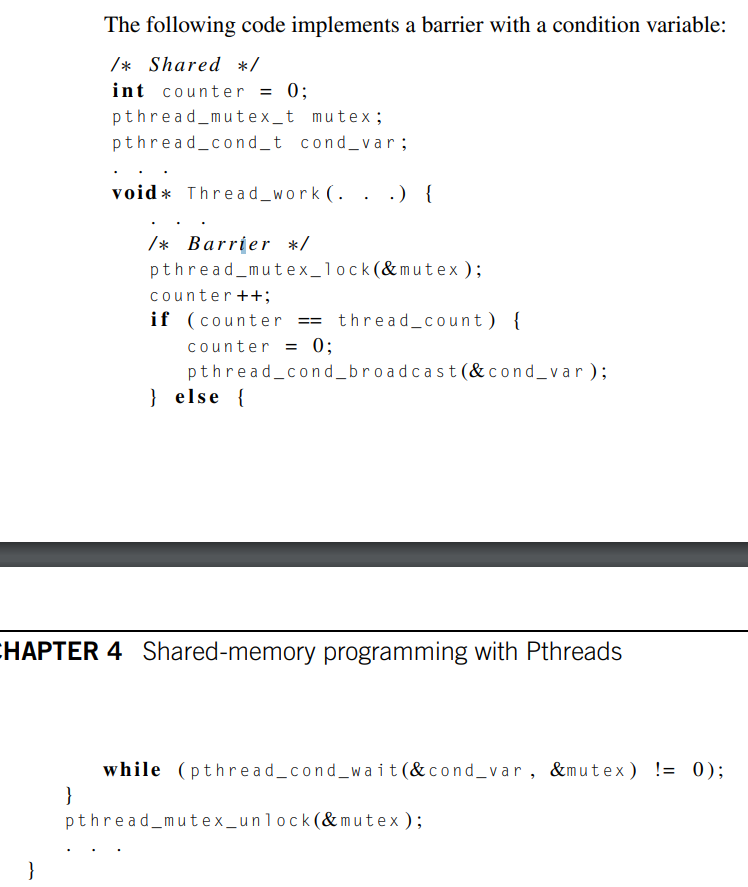 The following code implements a barrier with a condition variable:
/* Shared */
int counter = 0;
pthread_mutex_t mutex;
pthread_cond_t cond_var;
. . .
void* Thread_work(. . .) {
. . .
/* Barrier */
pthread_mutex_lock(&mutex);
counter++;
if (counter == thread_count) {
counter = 0;
pthread_cond_broadcast(&cond_var);
} else {
CHAPTER 4 Shared-memory programming with Pthreads
while (pthread_cond_wait(&cond_var, &mutex) != 0);
}
pthread_mutex_unlock(&mutex);
. . .
}